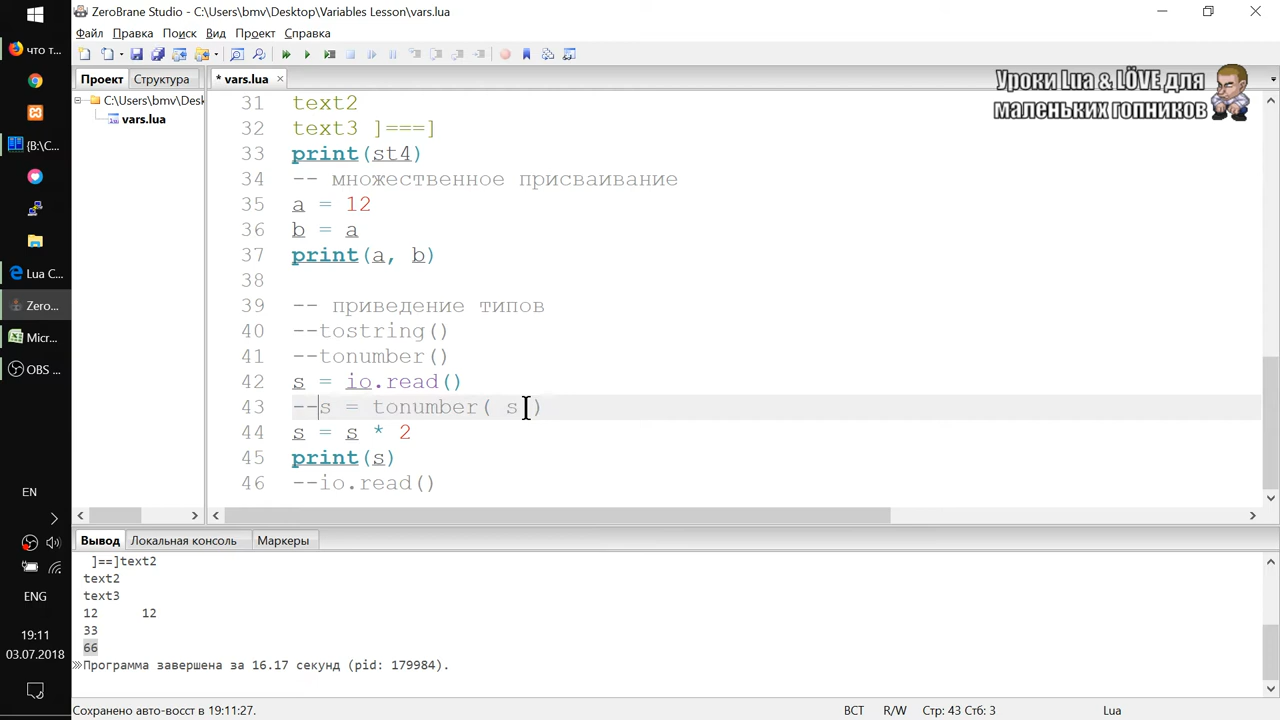 ZeroBrane Studio - C:\Users\bmv\Desktop\Variables Lesson\vars.lua
Файл Правка Поиск Вид Проект Справка
что т...
{B:\C...
Lua C...
Zero...
Micr...
OBS ...
EN
ENG
19:11
03.07.2018
Проект Структура
C:\Users\bmv\Desk
vars.lua
* vars.lua
Уроки Lua & LÖVE для
маленьких гопников
31 text2
32 text3 ]===]
33 print(st4)
34 -- множественное присваивание
35 a = 12
36 b = a
37 print(a, b)
38
39 -- приведение типов
40 --tostring()
41 --tonumber()
42 s = io.read()
43 --s = tonumber( s )
44 s = s * 2
45 print(s)
46 --io.read()
Вывод Локальная консоль Маркеры
]==]text2
text2
text3
12 12
33
66
Программа завершена за 16.17 секунд (pid: 179984).
Сохранено авто-восст в 19:11:27. ВСТ R/W Стр: 43 Стб: 3 Lua